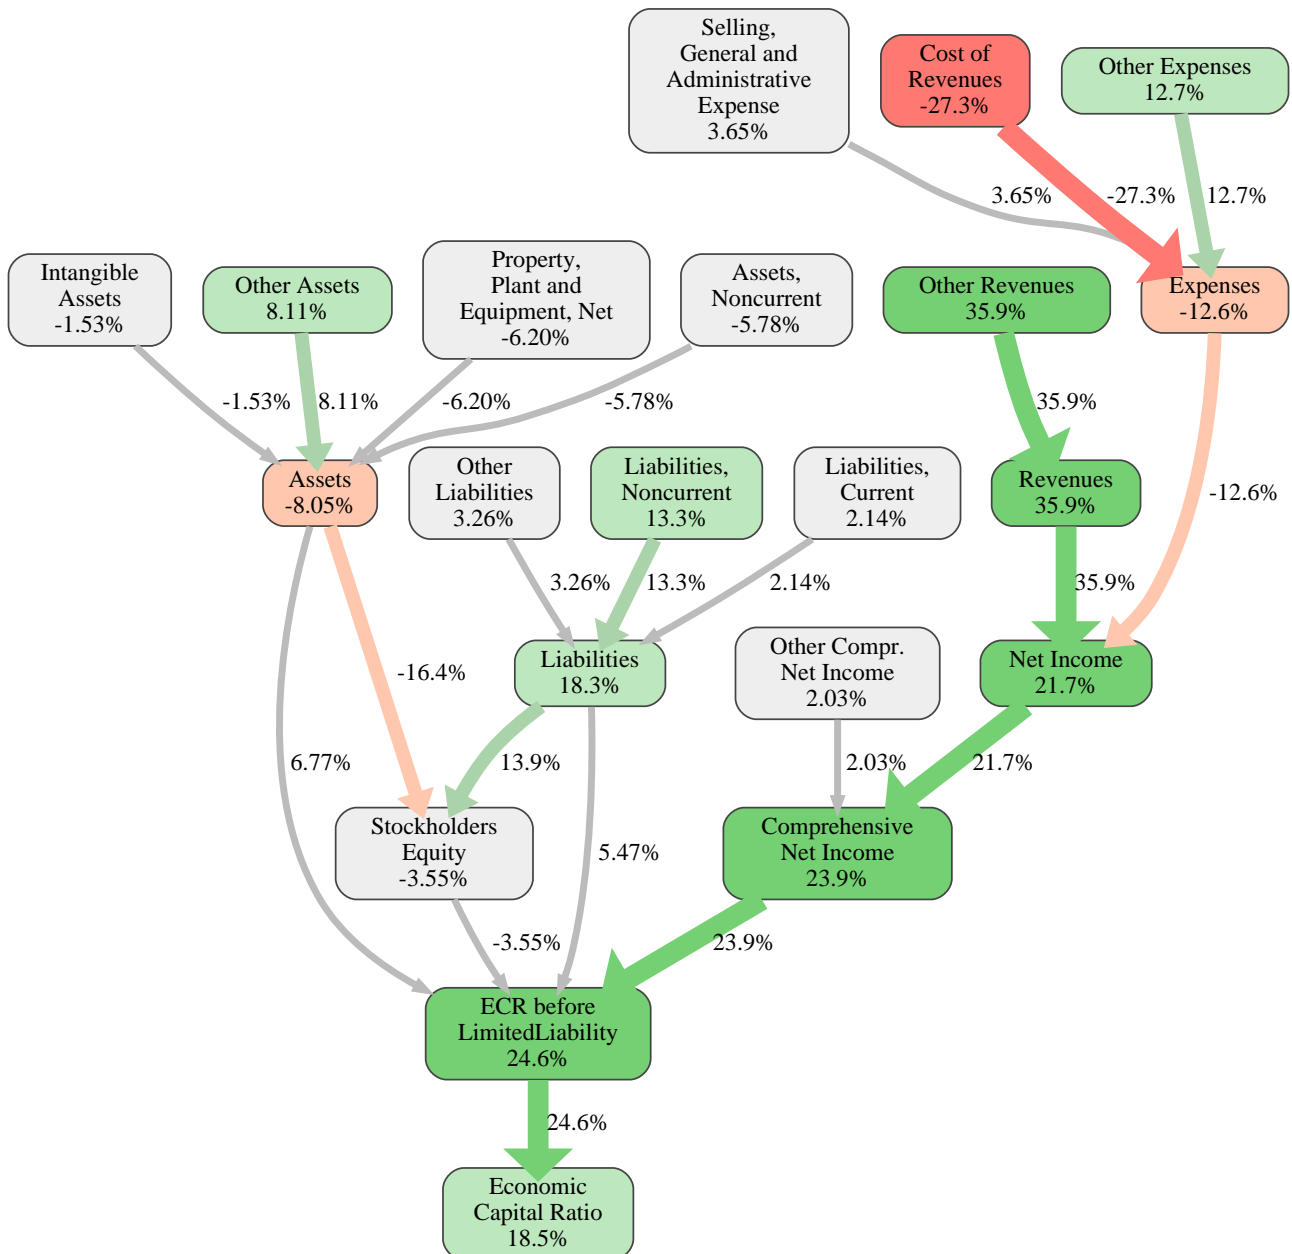 Selling,
General and
Administrative
Expense
3.65%
Cost of
Revenues
-27.3%
Other Expenses
12.7%
3.65%
-27.3%
12.7%
Intangible
Assets
-1.53%
Other Assets
8.11%
Property,
Plant and
Equipment, Net
-6.20%
Assets,
Noncurrent
-5.78%
Other Revenues
35.9%
Expenses
-12.6%
-1.53%
8.11%
-6.20%
-5.78%
35.9%
-12.6%
Assets
-8.05%
Other
Liabilities
3.26%
Liabilities,
Noncurrent
13.3%
Liabilities,
Current
2.14%
Revenues
35.9%
3.26%
13.3%
2.14%
35.9%
-16.4%
Liabilities
18.3%
Other Compr.
Net Income
2.03%
Net Income
21.7%
6.77%
13.9%
2.03%
21.7%
Stockholders
Equity
-3.55%
5.47%
Comprehensive
Net Income
23.9%
-3.55%
23.9%
ECR before
LimitedLiability
24.6%
24.6%
Economic
Capital Ratio
18.5%